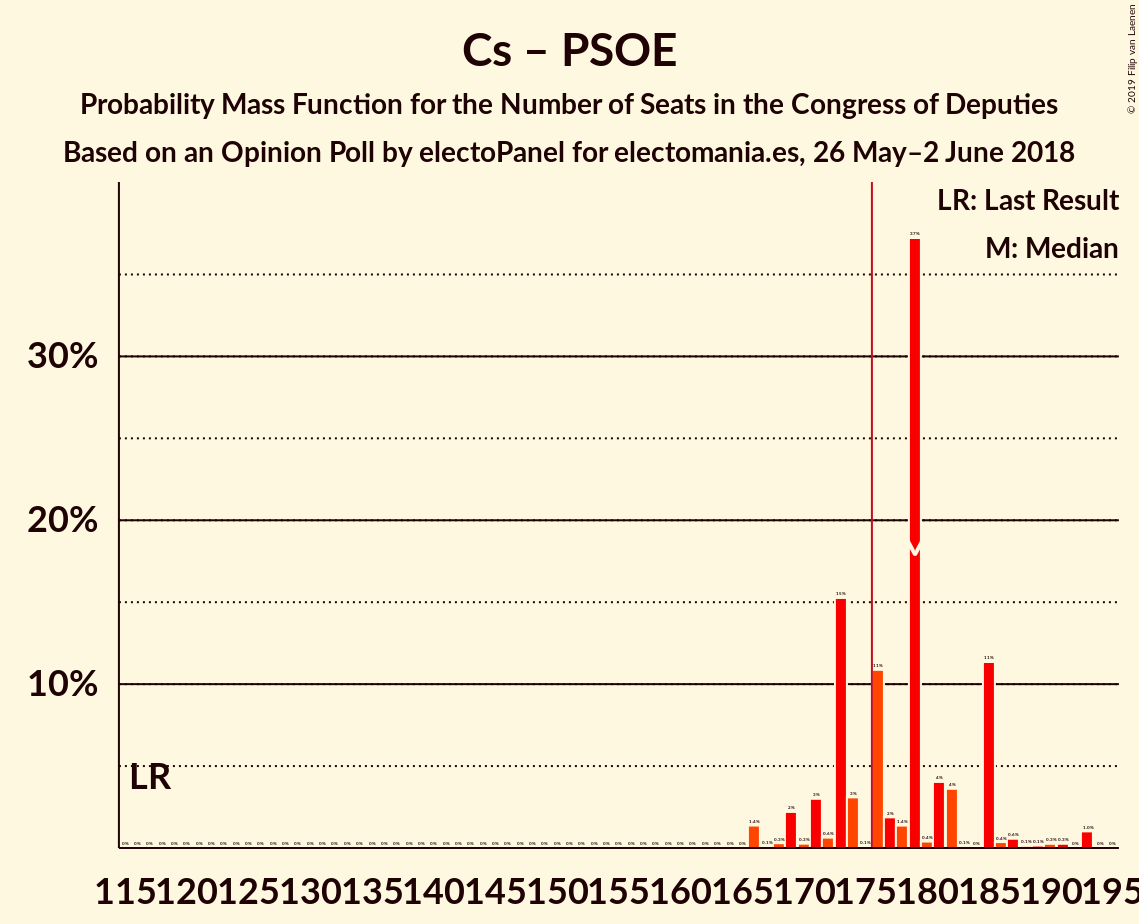 Cs – PSOE
Probability Mass Function for the Number of Seats in the Congress of Deputies
Based on an Opinion Poll by electoPanel for electomania.es, 26 May–2 June 2018
© 2019 Filip van Laenen
LR: Last Result
M: Median
30%
20%
10%
LR
M
115 120 125 130 135 140 145 150 155 160 165 170 175 180 185 190 195